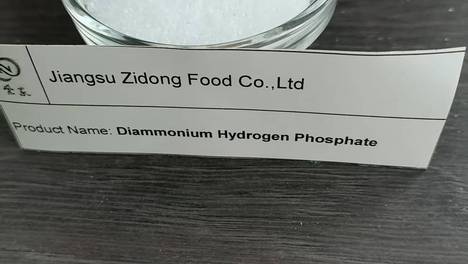 Jiangsu Zidong Food Co.,Ltd
Product Name: Diammonium Hydrogen Phosphate